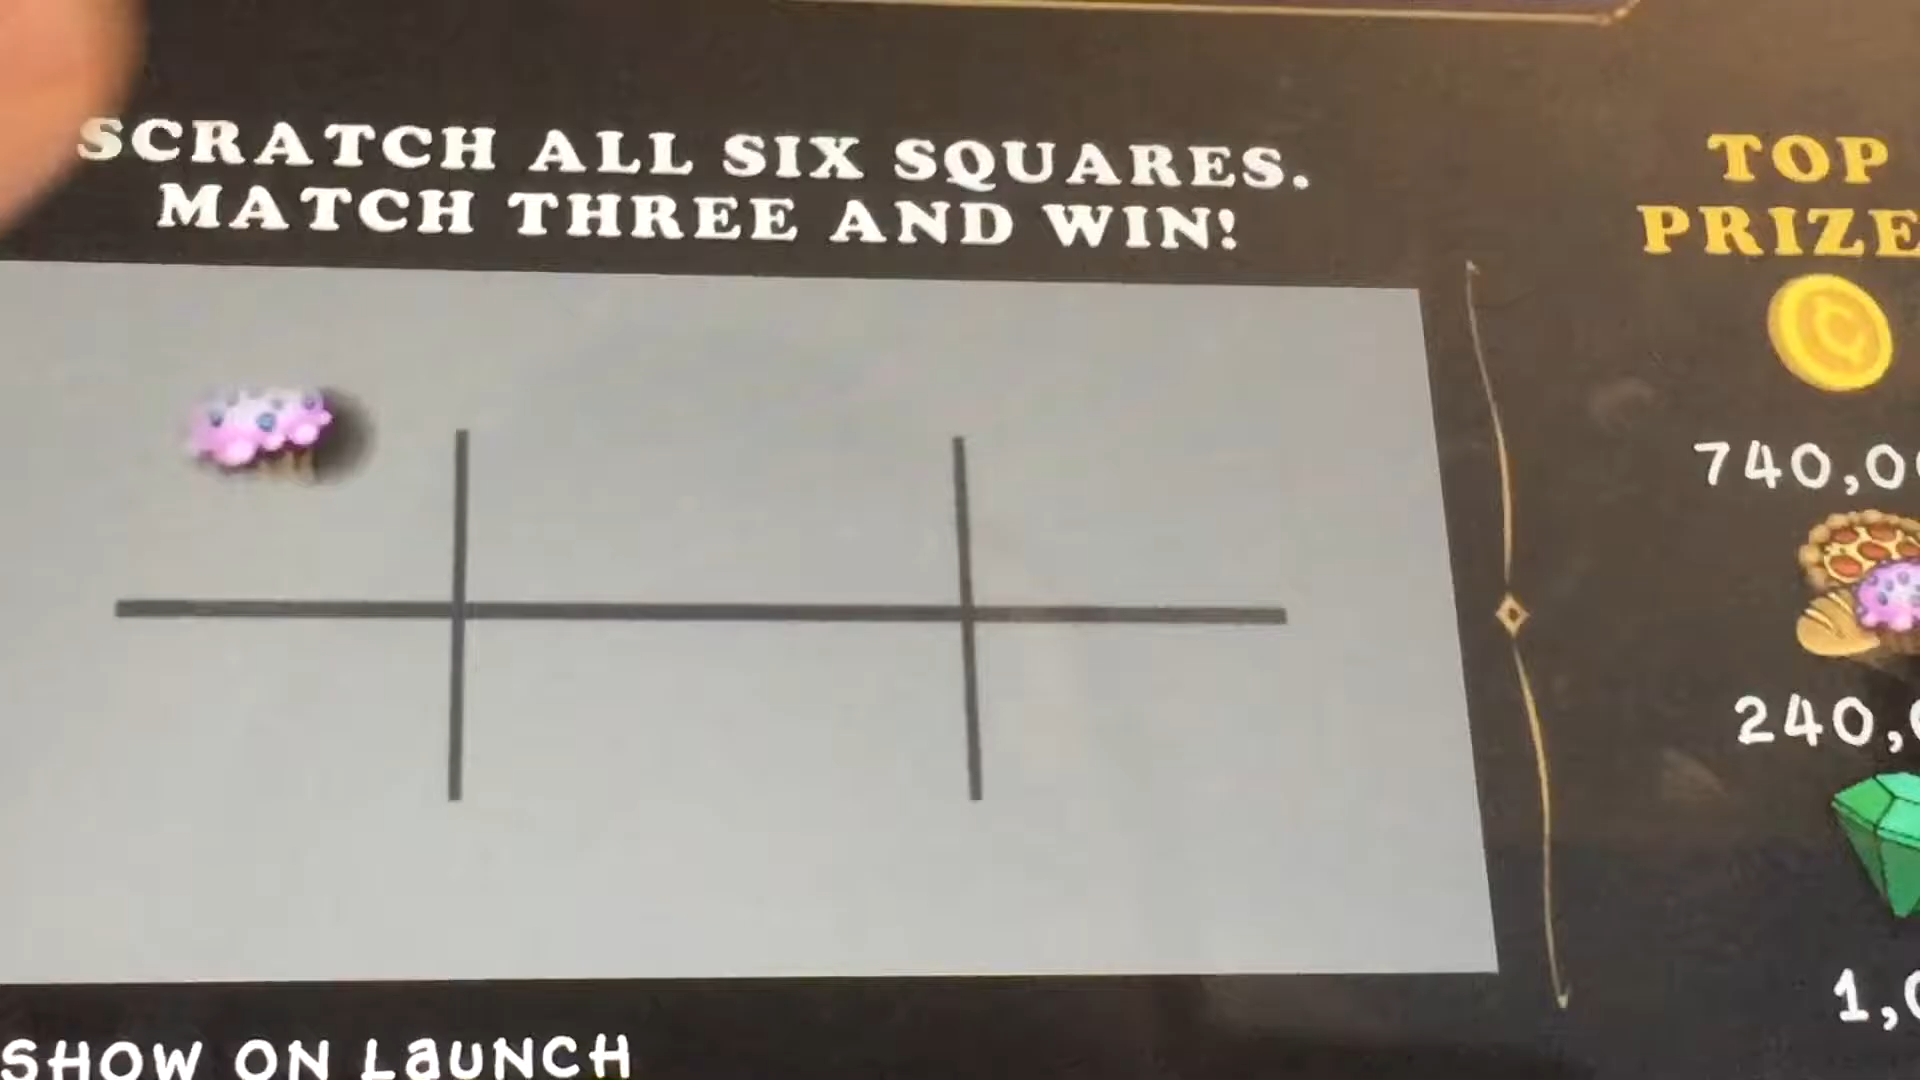 SCRATCH ALL SIX SQUARES.
MATCH THREE AND WIN!
TOP
PRIZE
SHOW ON LaUNCH